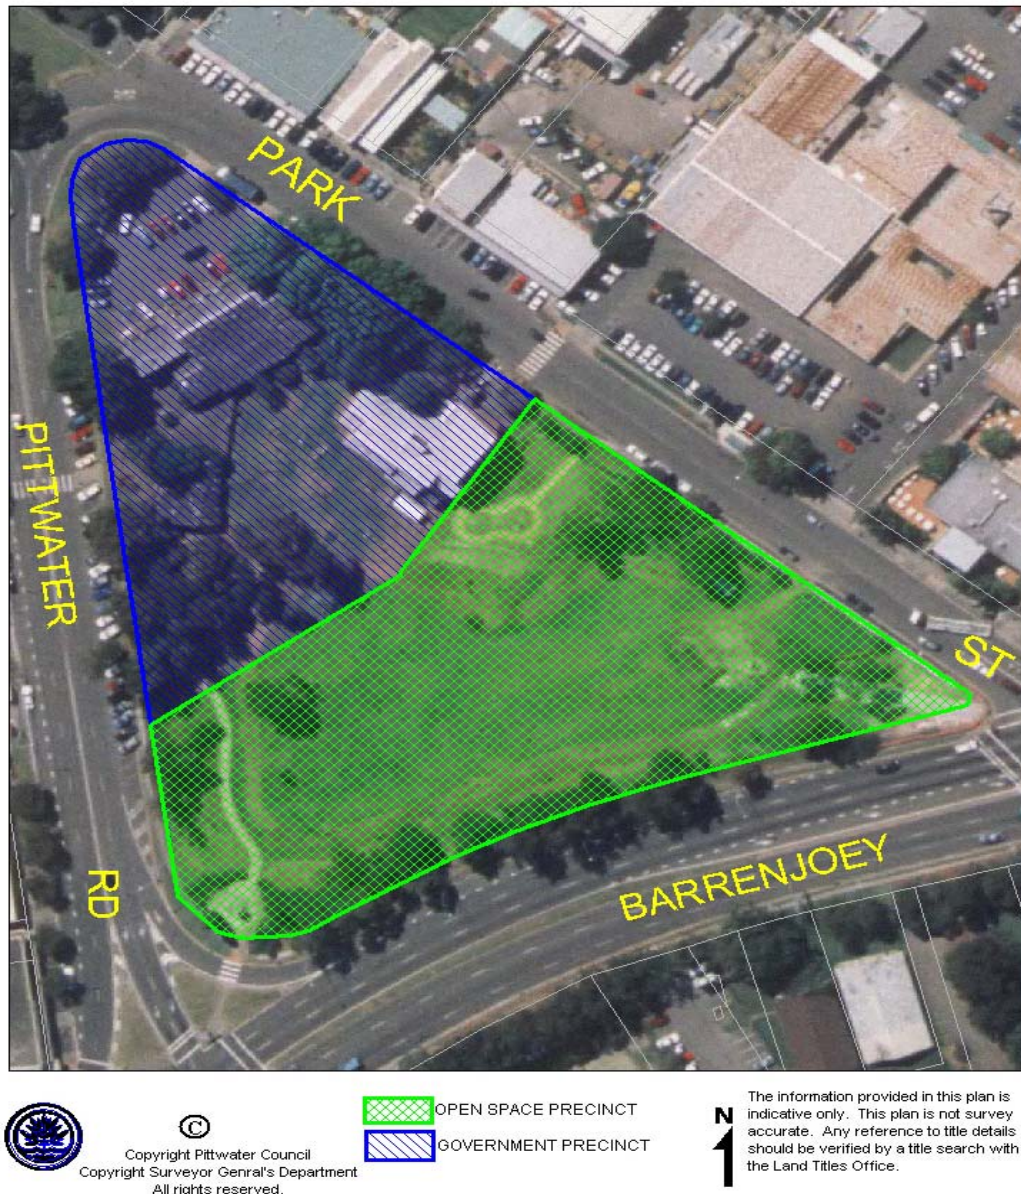 PARK
ST
PITTWATER
RD
BARRENJOEY
©
Copyright Pittwater Council
Copyright Surveyor Genral's Department
All rights reserved.
OPEN SPACE PRECINCT
GOVERNMENT PRECINCT
N
The information provided in this plan is
indicative only. This plan is not survey
accurate. Any reference to title details
should be verified by a title search with
the Land Titles Office.